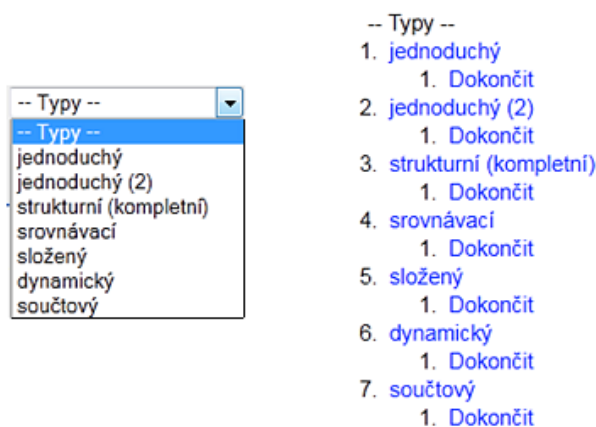 -- Typy --
-- Typy --
jednoduchý
jednoduchý (2)
strukturní (kompletní)
srovnávací
složený
dynamický
součtový
-- Typy --
1. jednoduchý
1. Dokončit
2. jednoduchý (2)
1. Dokončit
3. strukturní (kompletní)
1. Dokončit
4. srovnávací
1. Dokončit
5. složený
1. Dokončit
6. dynamický
1. Dokončit
7. součtový
1. Dokončit